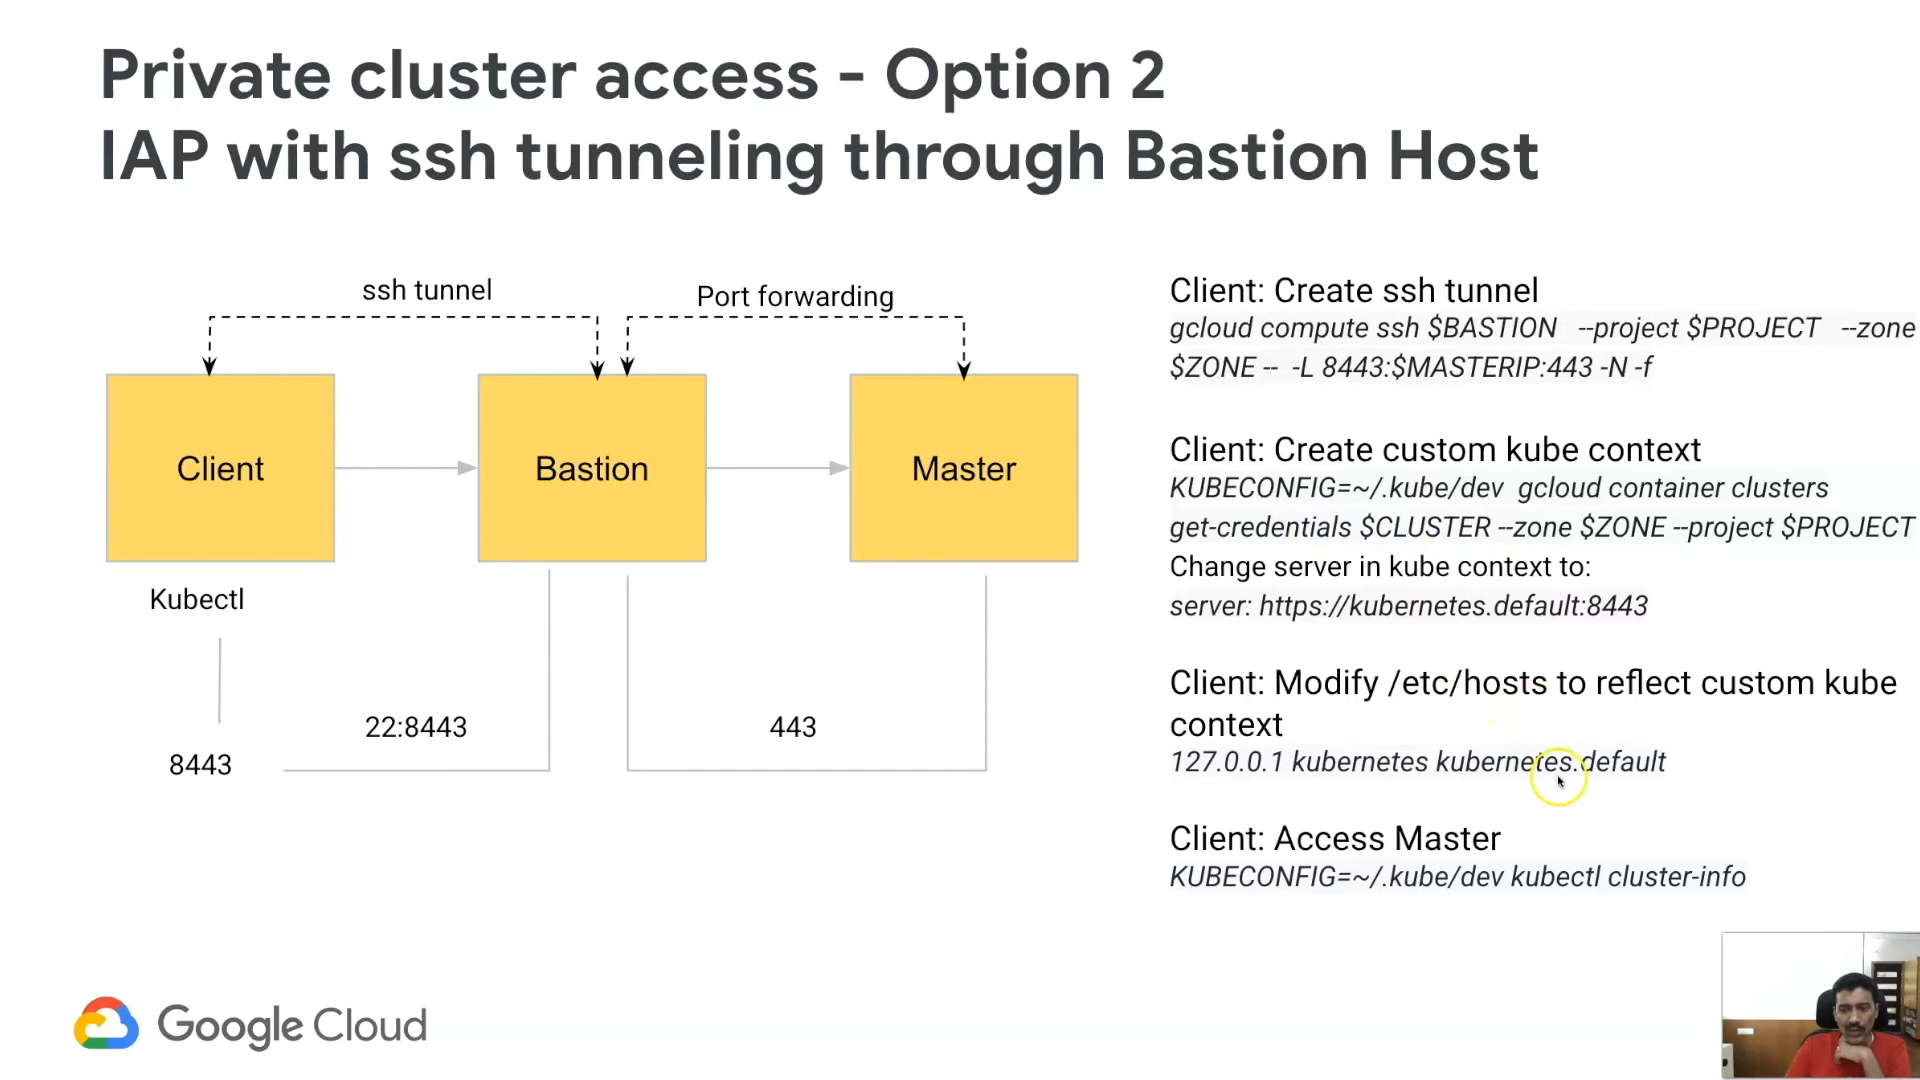 Private cluster access - Option 2
IAP with ssh tunneling through Bastion Host
ssh tunnel
Port forwarding
Client
Bastion
Master
Kubectl
22:8443
443
8443
Client: Create ssh tunnel
gcloud compute ssh $BASTION --project $PROJECT --zone
$ZONE -- -L 8443:$MASTERIP:443 -N -f
Client: Create custom kube context
KUBECONFIG=~/.kube/dev gcloud container clusters
get-credentials $CLUSTER --zone $ZONE --project $PROJECT
Change server in kube context to:
server: https://kubernetes.default:8443
Client: Modify /etc/hosts to reflect custom kube
context
127.0.0.1 kubernetes kubernetes.default
Client: Access Master
KUBECONFIG=~/.kube/dev kubectl cluster-info
Google Cloud